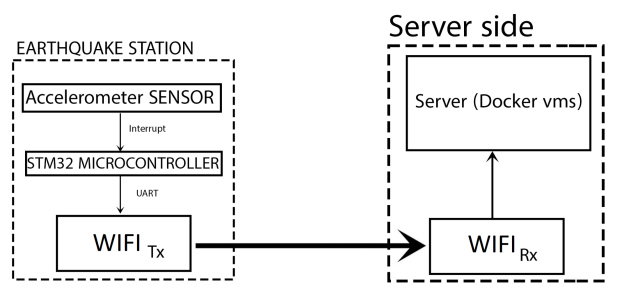 Server side
EARTHQUAKE STATION
Accelerometer SENSOR
Interrupt
STM32 MICROCONTROLLER
UART
WIFI Tx
Server (Docker vms)
WIFI Rx